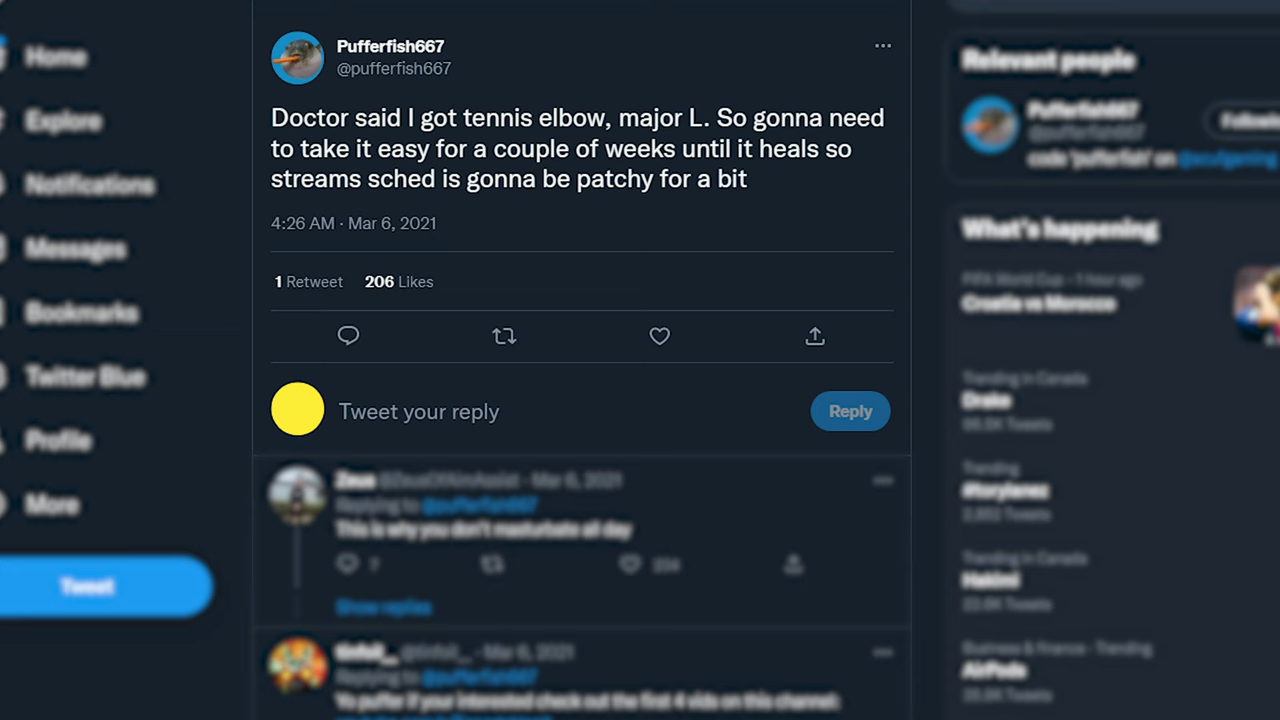 Home
Explore
Notifications
Messages
Bookmarks
Twitter Blue
Profile
More
Tweet
Pufferfish667
@pufferfish667
Doctor said I got tennis elbow, major L. So gonna need
to take it easy for a couple of weeks until it heals so
streams sched is gonna be patchy for a bit
4:26 AM · Mar 6, 2021
1 Retweet 206 Likes
Tweet your reply
Reply
Zeus Mar 6, 2021
Replying to @pufferfish667
This is why you don't masturbate all day
7
Show replies
Mar 6, 2021
Replying to @pufferfish667
Yo puffer if your interested check out the first 4 vids on this channel:
Relevant people
Pufferfish667
@pufferfish667
code 'pufferfish' on
What's happening
FIFA World Cup · 1 hour ago
Croatia vs Morocco
Trending in Canada
Drake
Trending
#torylanez
Trending in Canada
Hakimi
Business & finance · Trending
AirPods